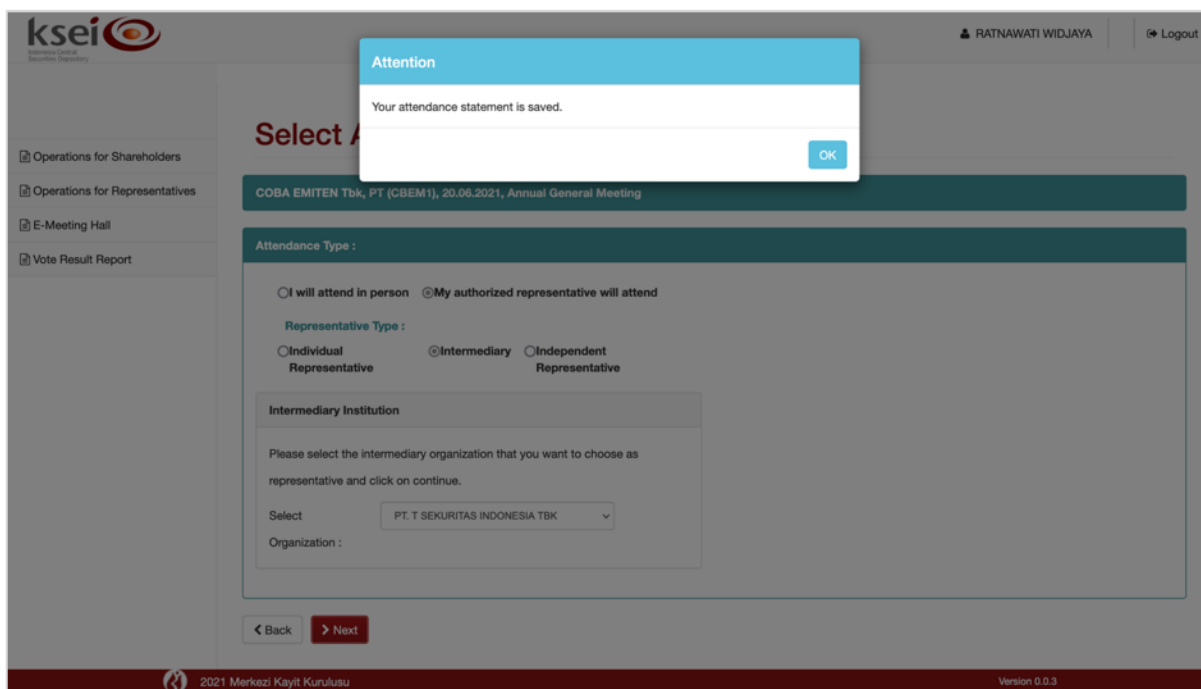 ksei
Indonesia Central
Securities Depository
RATNAWATI WIDJAYA
Logout
Attention
Your attendance statement is saved.
OK
Select A
Operations for Shareholders
Operations for Representatives
E-Meeting Hall
Vote Result Report
COBA EMITEN Tbk, PT (CBEM1), 20.06.2021, Annual General Meeting
Attendance Type :
I will attend in person My authorized representative will attend
Representative Type :
Individual Representative
Intermediary
Independent Representative
Intermediary Institution
Please select the intermediary organization that you want to choose as
representative and click on continue.
Select
Organization :
PT. T SEKURITAS INDONESIA TBK
Back
Next
2021 Merkezi Kayit Kurulusu
Version 0.0.3